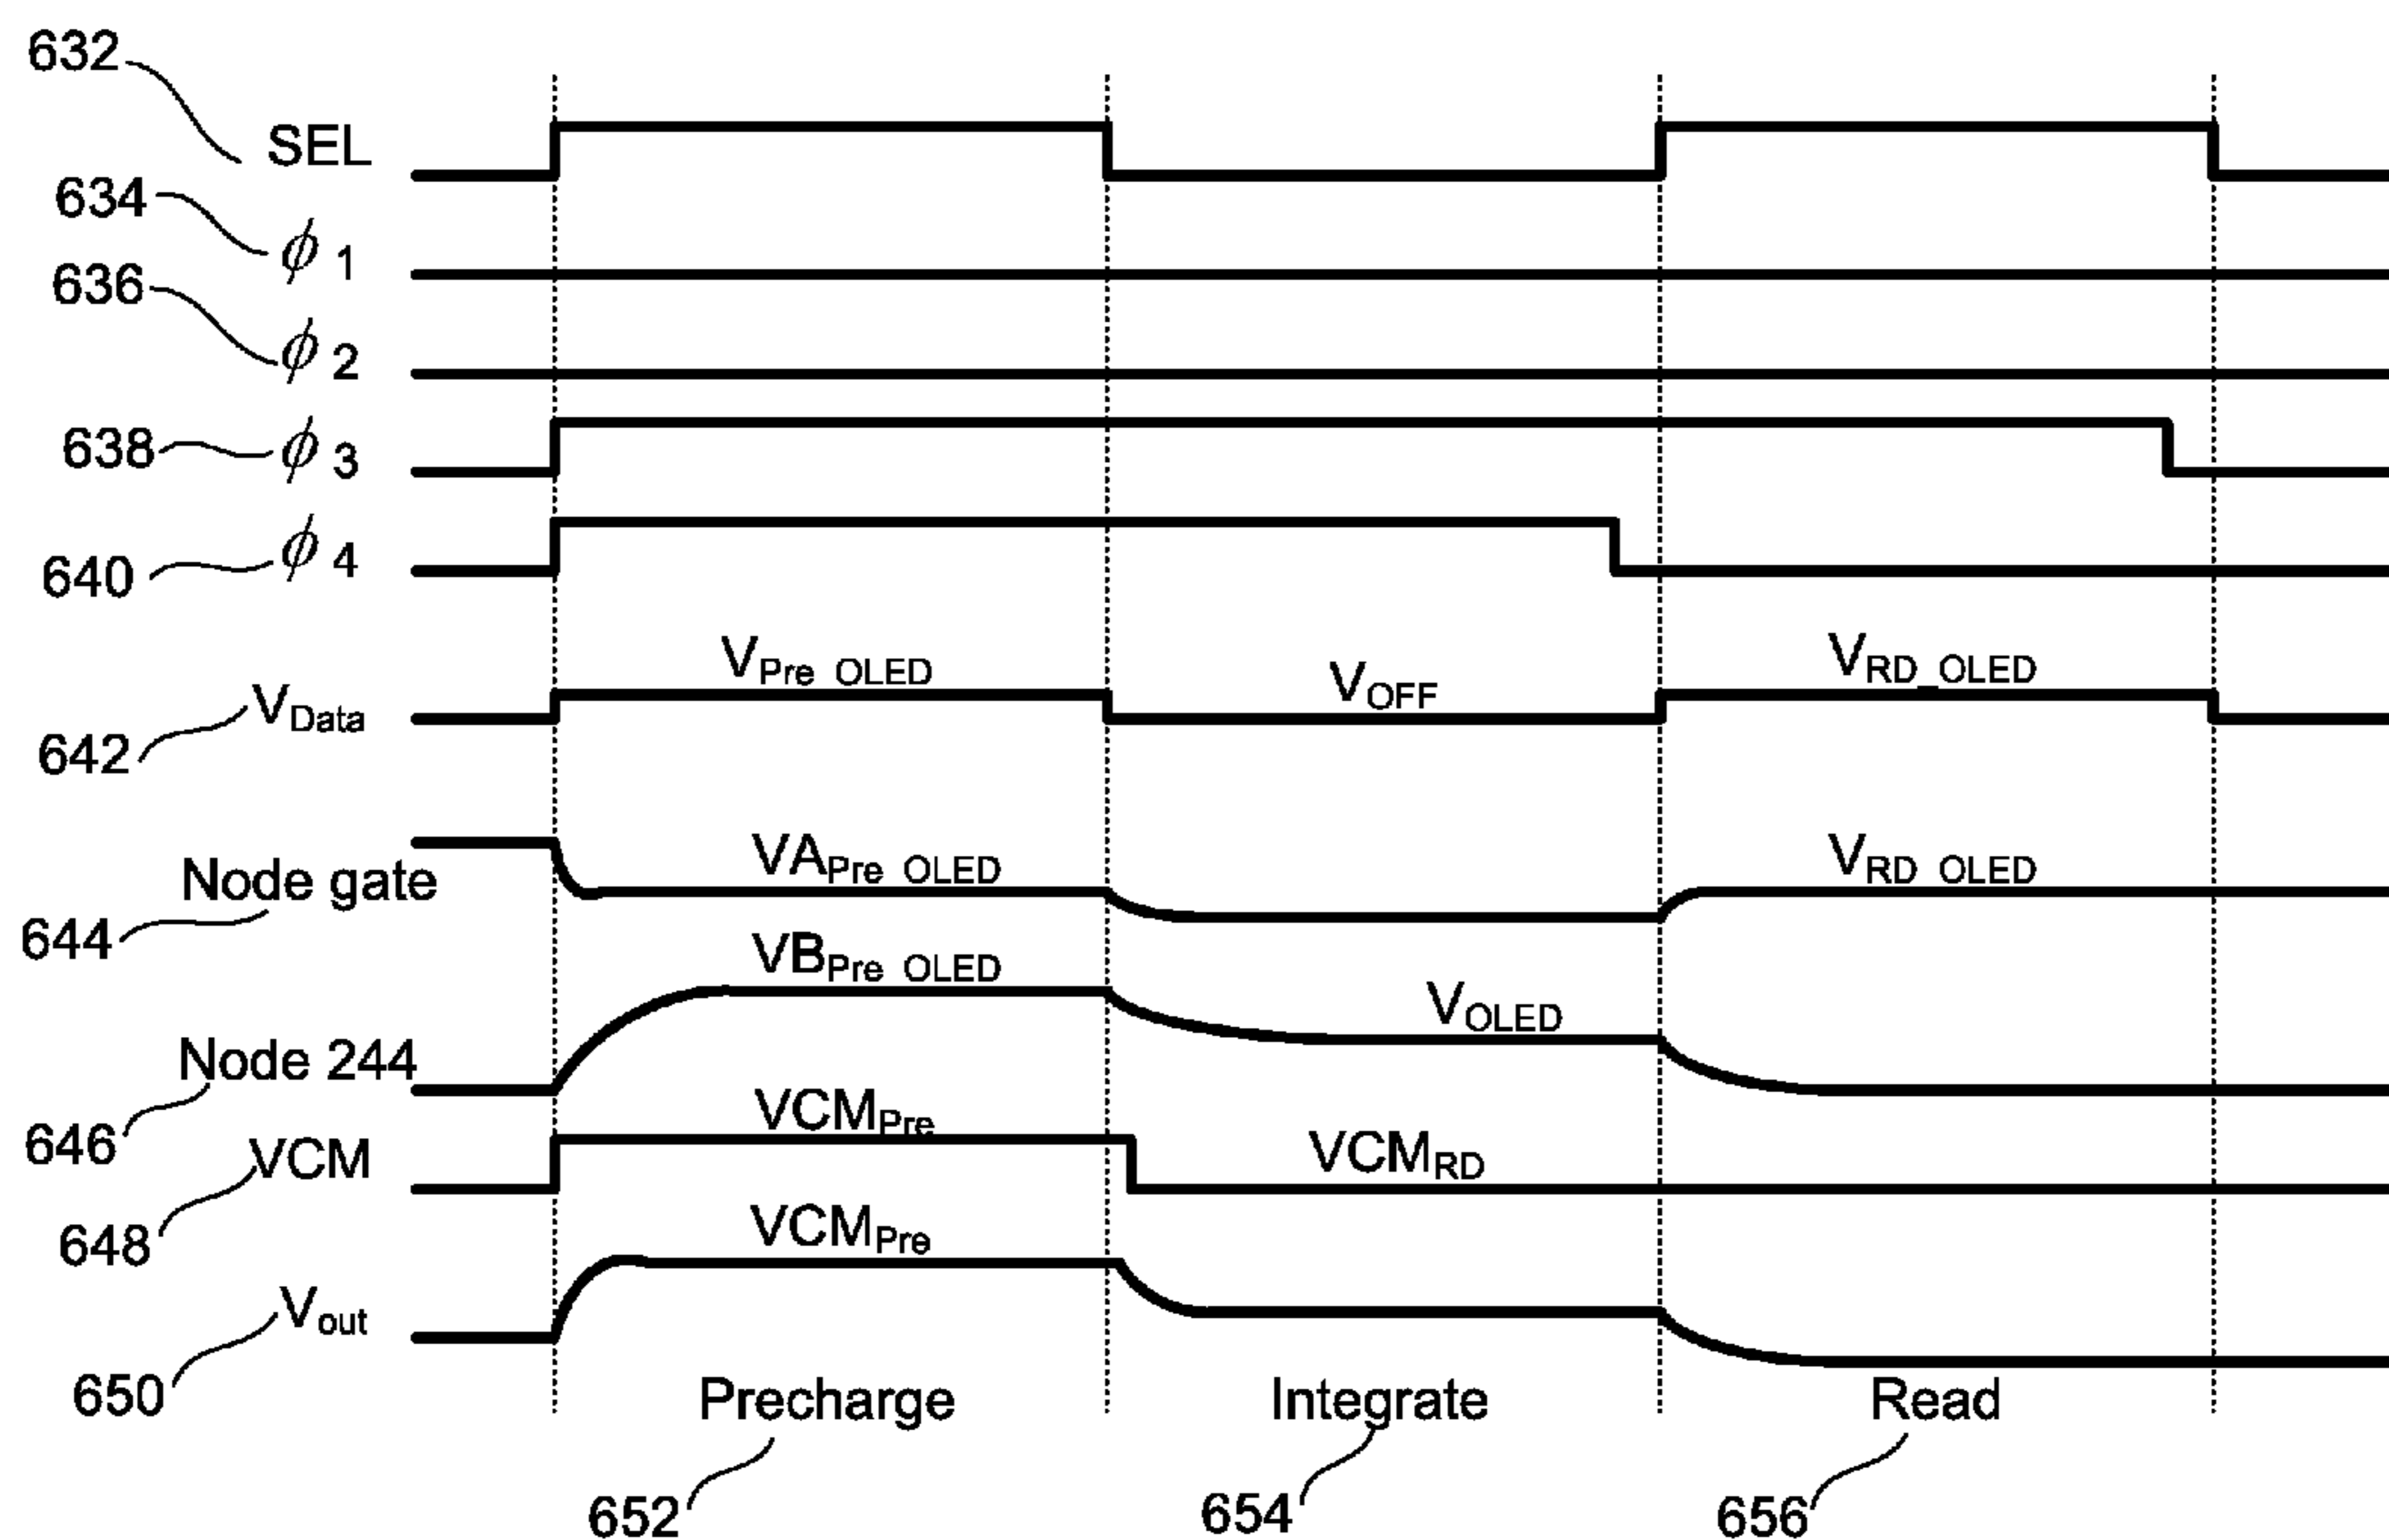 632
SEL
634
ϕ 1
636
ϕ 2
638
ϕ 3
ϕ 4
640
VPre_OLED
VOFF
VRD_OLED
VData
642
VAPre_OLED
VRD_OLED
Node gate
644
VBPre_OLED
VOLED
Node 244
646
VCMPre
VCM
VCMRD
648
VCMPre
Vout
650
Precharge
Integrate
Read
652
654
656